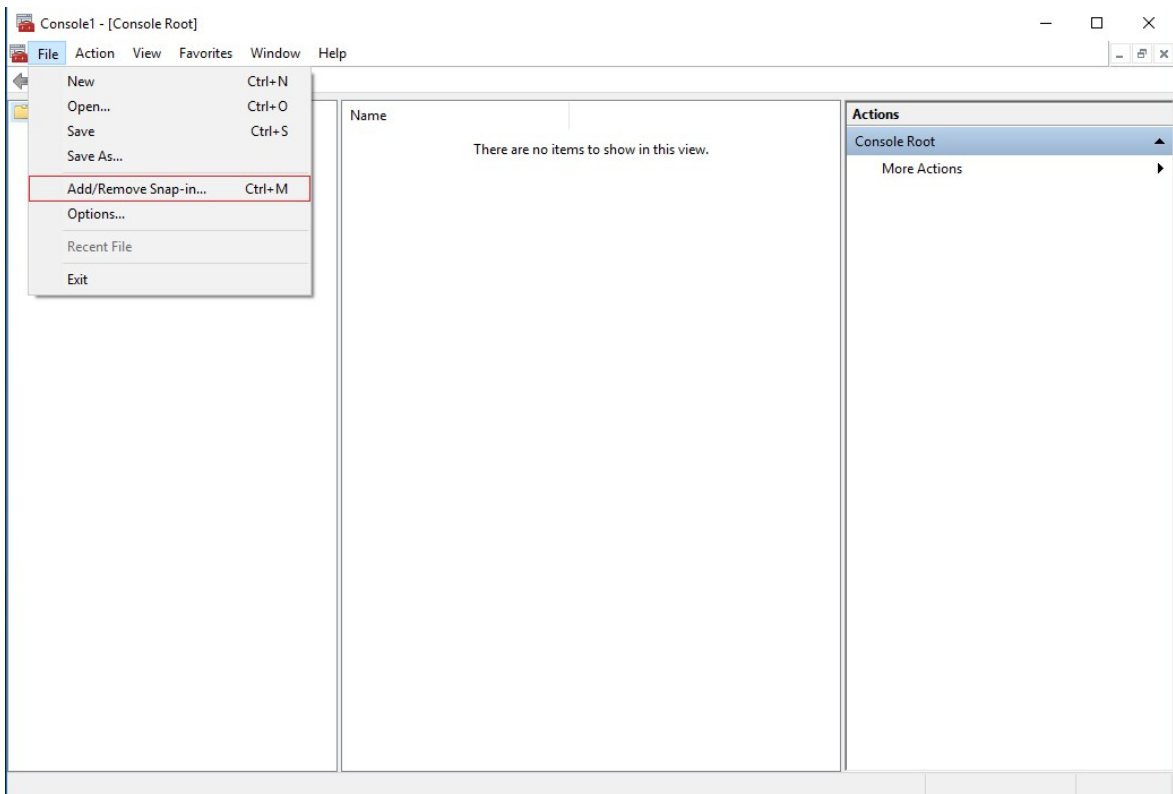 Console1 - [Console Root]
File Action View Favorites Window Help
New Ctrl+N
Open... Ctrl+O
Save Ctrl+S
Save As...
Add/Remove Snap-in... Ctrl+M
Options...
Recent File
Exit
Name
There are no items to show in this view.
Actions
Console Root
More Actions